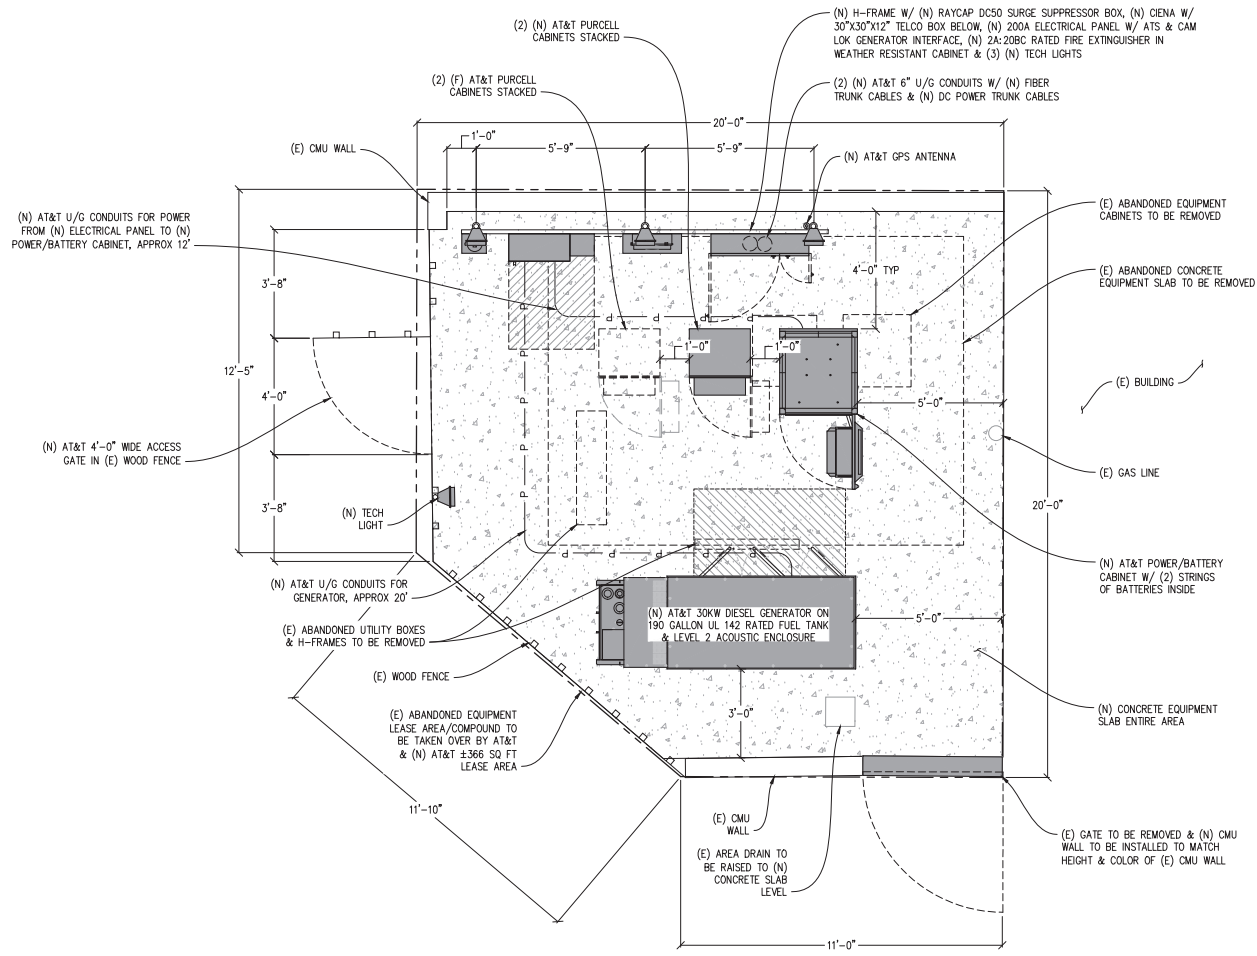 (N) H-FRAME W/ (N) RAYCAP DC50 SURGE SUPPRESSOR BOX, (N) CIENA W/
30"X30"X12" TELCO BOX BELOW, (N) 200A ELECTRICAL PANEL W/ ATS & CAM
LOK GENERATOR INTERFACE, (N) 2A:20BC RATED FIRE EXTINGUISHER IN
WEATHER RESISTANT CABINET & (3) (N) TECH LIGHTS
(2) (N) AT&T PURCELL
CABINETS STACKED
(2) (F) AT&T PURCELL
CABINETS STACKED
(2) (N) AT&T 6" U/G CONDUITS W/ (N) FIBER
TRUNK CABLES & (N) DC POWER TRUNK CABLES
20'-0"
1'-0"
5'-9"
5'-9"
(E) CMU WALL
(N) AT&T GPS ANTENNA
(N) AT&T U/G CONDUITS FOR POWER
FROM (N) ELECTRICAL PANEL TO (N)
POWER/BATTERY CABINET, APPROX 12'
(E) ABANDONED EQUIPMENT
CABINETS TO BE REMOVED
4'-0" TYP
(E) ABANDONED CONCRETE
EQUIPMENT SLAB TO BE REMOVED
3'-8"
P
P
P
P
P
1'-0"
1'-0"
12'-5"
4'-0"
5'-0"
(E) BUILDING
(N) AT&T 4'-0" WIDE ACCESS
GATE IN (E) WOOD FENCE
P
P
P
P
(E) GAS LINE
3'-8"
(N) TECH
LIGHT
20'-0"
P
P
P
P
(N) AT&T POWER/BATTERY
CABINET W/ (2) STRINGS
OF BATTERIES INSIDE
(N) AT&T U/G CONDUITS FOR
GENERATOR, APPROX 20'
(N) AT&T 30KW DIESEL GENERATOR ON
190 GALLON UL 142 RATED FUEL TANK
& LEVEL 2 ACOUSTIC ENCLOSURE
5'-0"
(E) ABANDONED UTILITY BOXES
& H-FRAMES TO BE REMOVED
(E) WOOD FENCE
3'-0"
(N) CONCRETE EQUIPMENT
SLAB ENTIRE AREA
(E) ABANDONED EQUIPMENT
LEASE AREA/COMPOUND TO
BE TAKEN OVER BY AT&T
& (N) AT&T ±366 SQ FT
LEASE AREA
11'-10"
(E) CMU
WALL
(E) GATE TO BE REMOVED & (N) CMU
WALL TO BE INSTALLED TO MATCH
HEIGHT & COLOR OF (E) CMU WALL
(E) AREA DRAIN TO
BE RAISED TO (N)
CONCRETE SLAB
LEVEL
11'-0"